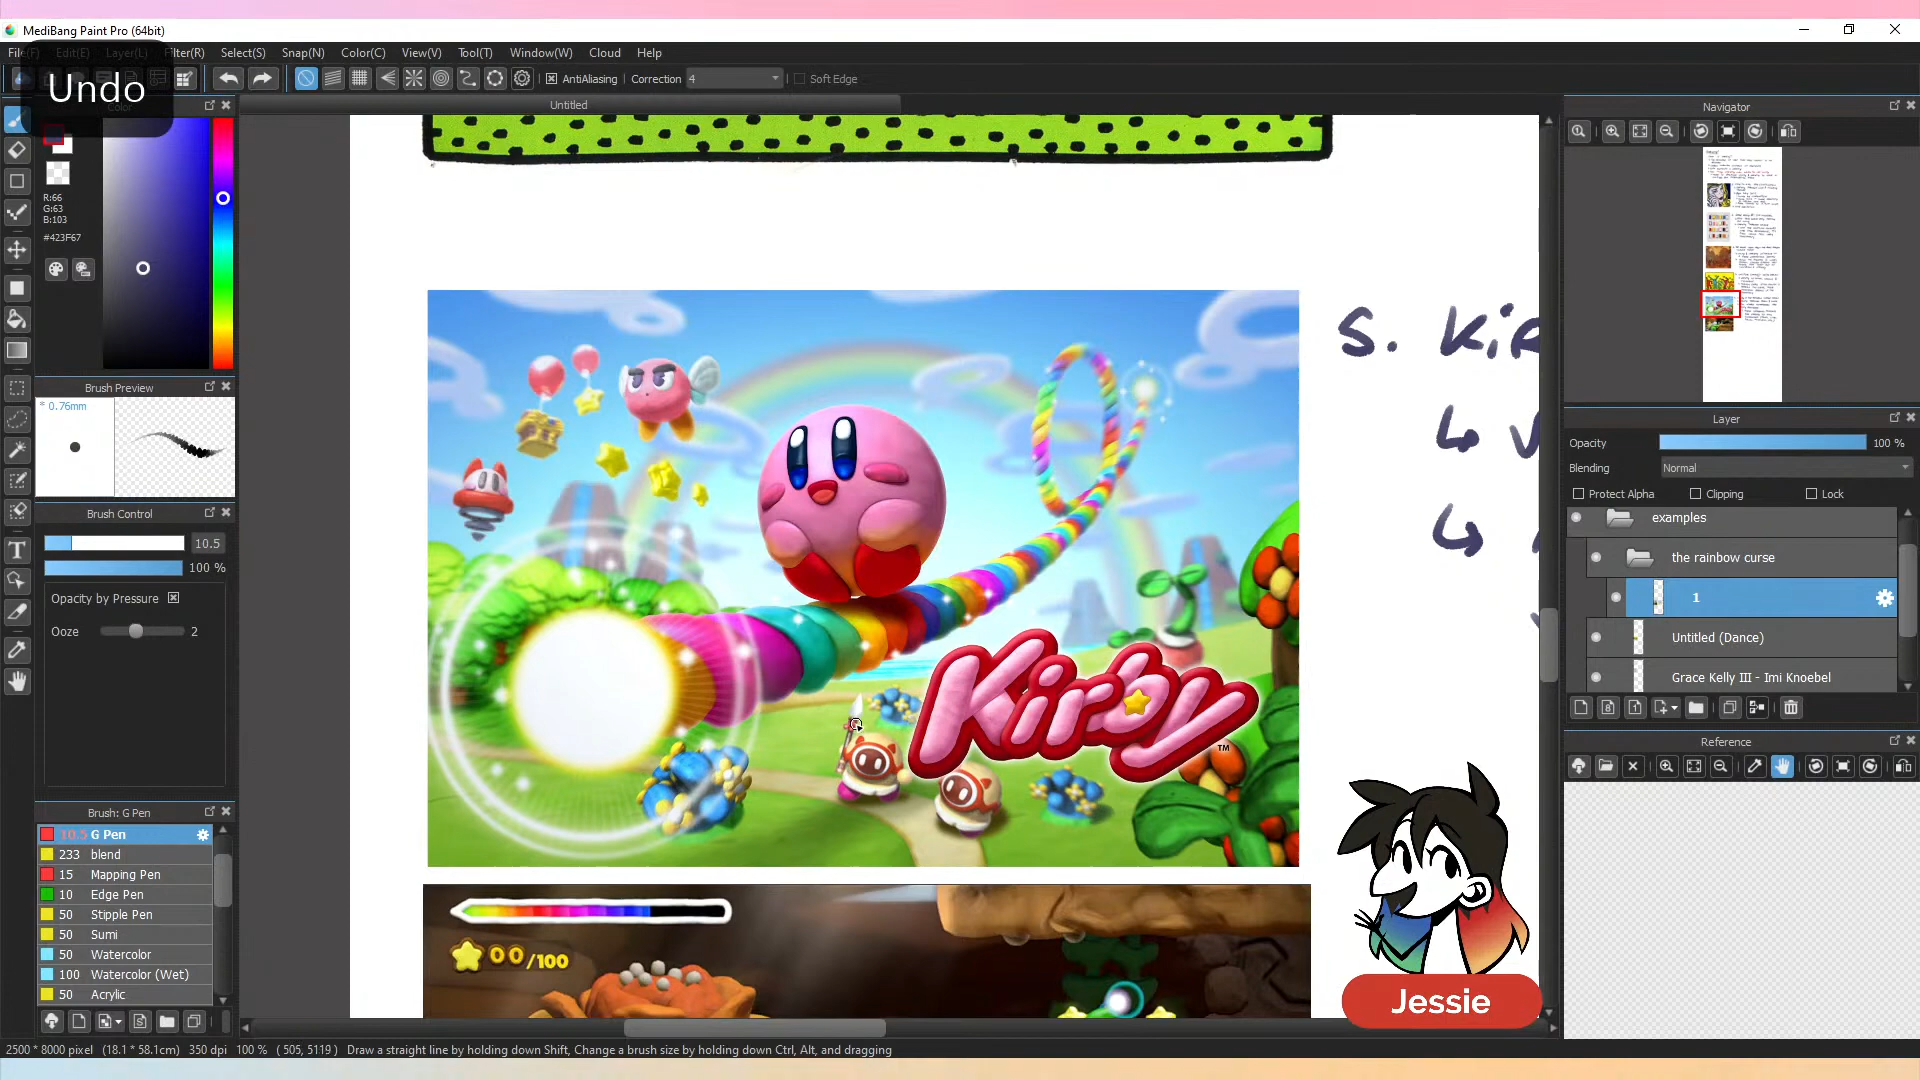 MediBang Paint Pro (64bit)
File(F) Edit(E) Layer(L) Filter(R) Select(S) Snap(N) Color(C) View(V) Tool(T) Window(W) Cloud Help
Undo
AntiAliasing Correction 4 Soft Edge
Color
Untitled
Navigator
R:66
G:63
B:103
#423F67
Brush Preview
* 0.76mm
Brush Control
10.5
100 %
Opacity by Pressure
Ooze 2
Brush: G Pen
10.5 G Pen
233 blend
15 Mapping Pen
10 Edge Pen
50 Stipple Pen
50 Sumi
50 Watercolor
100 Watercolor (Wet)
50 Acrylic
5. KIR
Kirby
TM
00/100
Jessie
Layer
Opacity 100 %
Blending Normal
Protect Alpha Clipping Lock
examples
the rainbow curse
1
Untitled (Dance)
Grace Kelly III - Imi Knoebel
Reference
2500 * 8000 pixel (18.1 * 58.1cm) 350 dpi 100 % ( 505, 5119 ) Draw a straight line by holding down Shift, Change a brush size by holding down Ctrl, Alt, and dragging